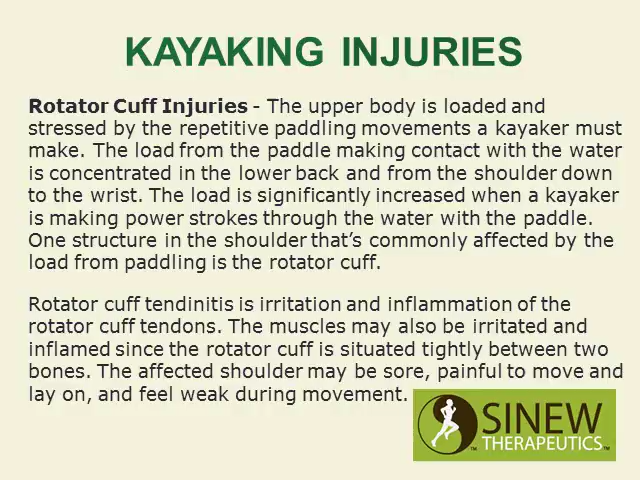 KAYAKING INJURIES
Rotator Cuff Injuries - The upper body is loaded and
stressed by the repetitive paddling movements a kayaker must
make. The load from the paddle making contact with the water
is concentrated in the lower back and from the shoulder down
to the wrist. The load is significantly increased when a kayaker
is making power strokes through the water with the paddle.
One structure in the shoulder that's commonly affected by the
load from paddling is the rotator cuff.
Rotator cuff tendinitis is irritation and inflammation of the
rotator cuff tendons. The muscles may also be irritated and
inflamed since the rotator cuff is situated tightly between two
bones. The affected shoulder may be sore, painful to move and
lay on, and feel weak during movement.
SINEW
™ THERAPEUTICS™